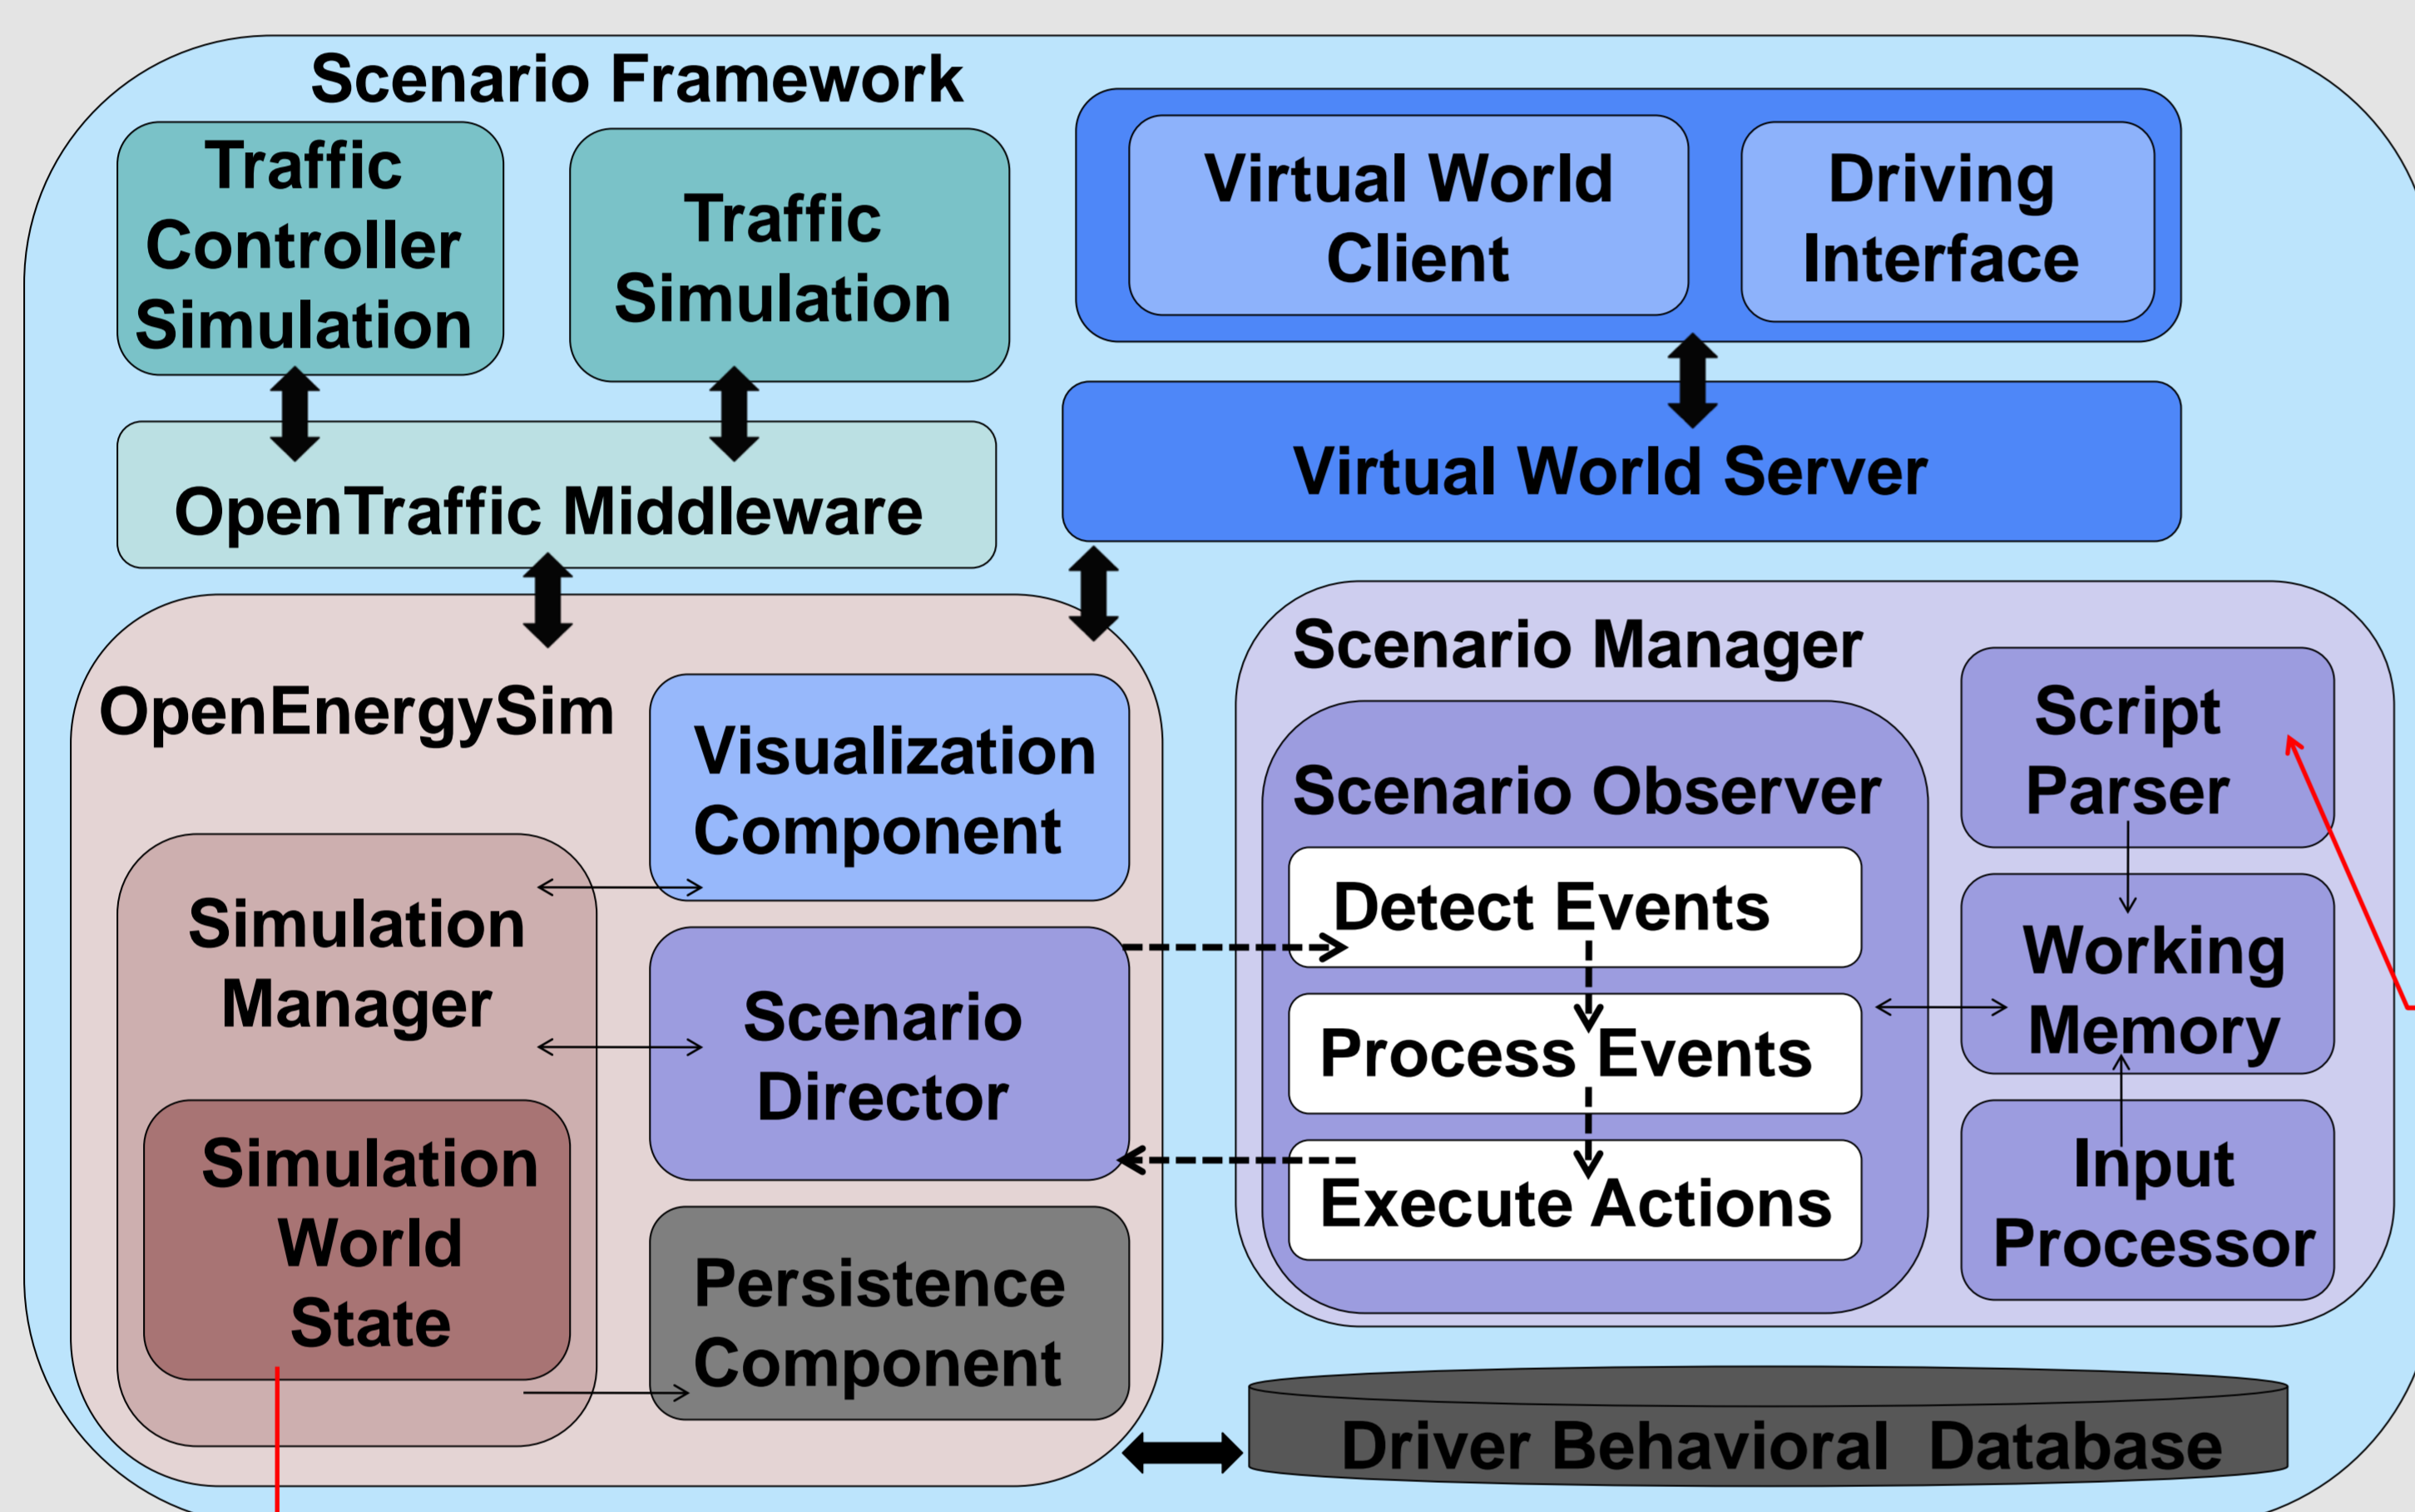 Scenario Framework
Traffic
Controller
Simulation
Traffic
Simulation
Virtual World
Client
Driving
Interface
OpenTraffic Middleware
Virtual World Server
OpenEnergySim
Visualization
Component
Simulation
Manager
Scenario
Director
Simulation
World
State
Persistence
Component
Scenario Manager
Scenario Observer
Detect Events
Process Events
Execute Actions
Script
Parser
Working
Memory
Input
Processor
Driver Behavioral Database